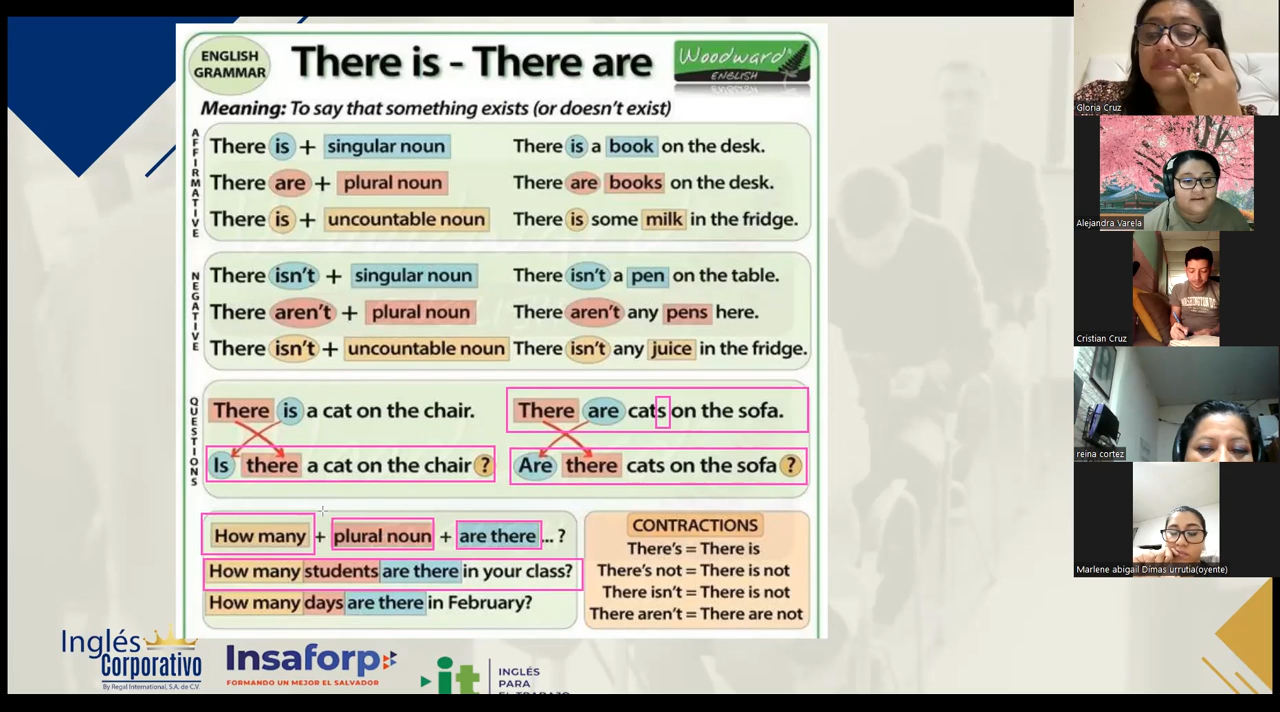 ENGLISH
GRAMMAR
There is - There are
Woodward®
ENGLISH
Meaning: To say that something exists (or doesn't exist)
AFFIRMATIVE
There is + singular noun There is a book on the desk.
There are + plural noun There are books on the desk.
There is + uncountable noun There is some milk in the fridge.
NEGATIVE
There isn't + singular noun There isn't a pen on the table.
There aren't + plural noun There aren't any pens here.
There isn't + uncountable noun There isn't any juice in the fridge.
QUESTIONS
There is a cat on the chair. There are cats on the sofa.
Is there a cat on the chair ? Are there cats on the sofa ?
How many + plural noun + are there ... ?
How many students are there in your class?
How many days are there in February?
CONTRACTIONS
There's = There is
There's not = There is not
There isn't = There is not
There aren't = There are not
Inglés
Corporativo
By Regal International, S.A. de C.V.
Insaforp
FORMANDO UN MEJOR EL SALVADOR
it
INGLÉS
PARA
EL TRABAJO
Gloria Cruz
Alejandra Varela
WASHINGTON D.C.
Cristian Cruz
reina cortez
Marlene abigail Dimas urrutia(oyente)